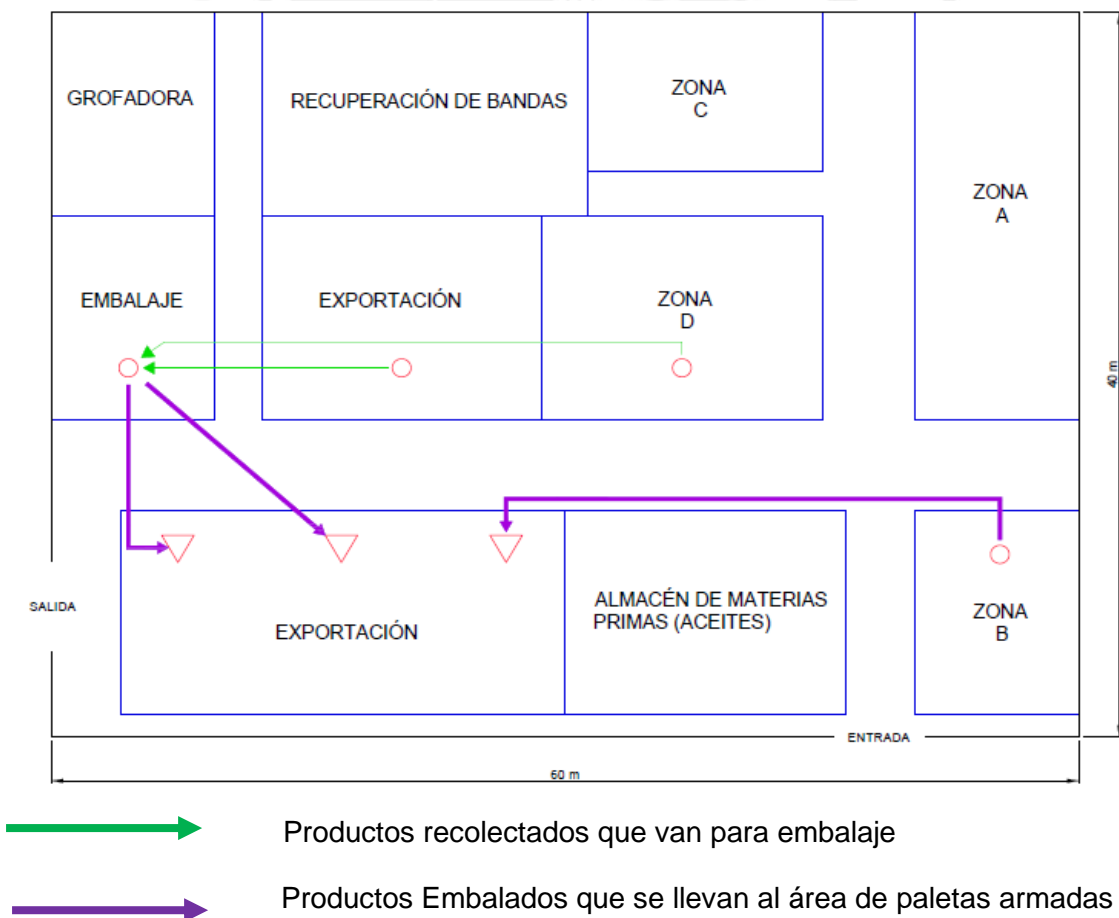 GROFADORA
RECUPERACIÓN DE BANDAS
ZONA
C
ZONA
A
EMBALAJE
EXPORTACIÓN
ZONA
D
40 m
SALIDA
EXPORTACIÓN
ALMACÉN DE MATERIAS
PRIMAS (ACEITES)
ZONA
B
ENTRADA
60 m
Productos recolectados que van para embalaje
Productos Embalados que se llevan al área de paletas armadas